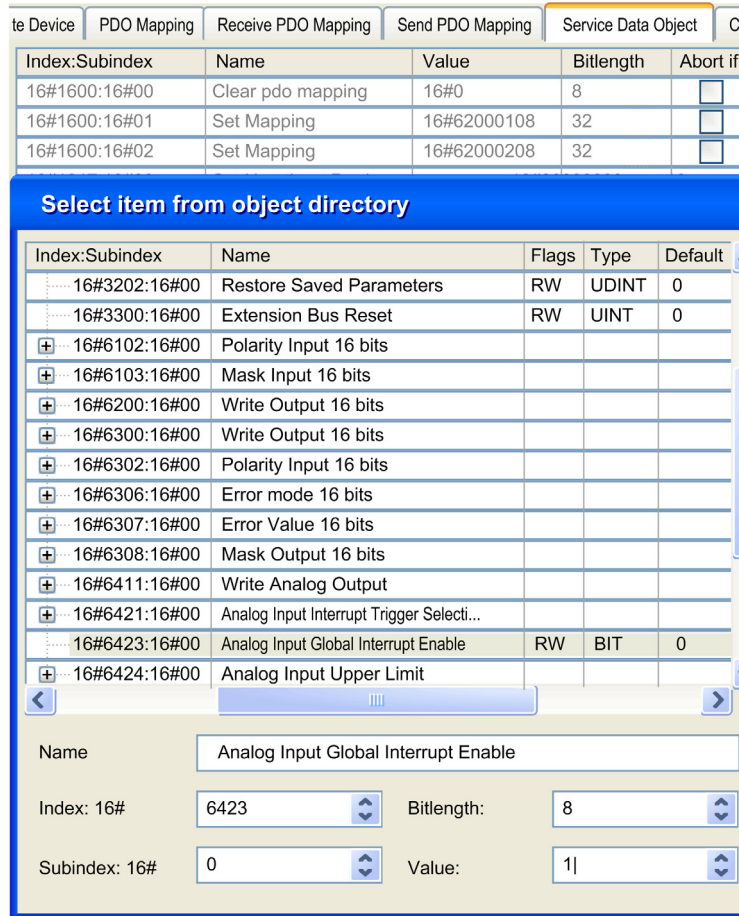 te Device PDO Mapping Receive PDO Mapping Send PDO Mapping Service Data Object C
Index:Subindex Name Value Bitlength Abort if
16#1600:16#00 Clear pdo mapping 16#0 8
16#1600:16#01 Set Mapping 16#62000108 32
16#1600:16#02 Set Mapping 16#62000208 32
Select item from object directory
Index:Subindex Name Flags Type Default
16#3202:16#00 Restore Saved Parameters RW UDINT 0
16#3300:16#00 Extension Bus Reset RW UINT 0
16#6102:16#00 Polarity Input 16 bits
16#6103:16#00 Mask Input 16 bits
16#6200:16#00 Write Output 16 bits
16#6300:16#00 Write Output 16 bits
16#6302:16#00 Polarity Input 16 bits
16#6306:16#00 Error mode 16 bits
16#6307:16#00 Error Value 16 bits
16#6308:16#00 Mask Output 16 bits
16#6411:16#00 Write Analog Output
16#6421:16#00 Analog Input Interrupt Trigger Selecti...
16#6423:16#00 Analog Input Global Interrupt Enable RW BIT 0
16#6424:16#00 Analog Input Upper Limit
Name Analog Input Global Interrupt Enable
Index: 16# 6423 Bitlength: 8
Subindex: 16# 0 Value: 1